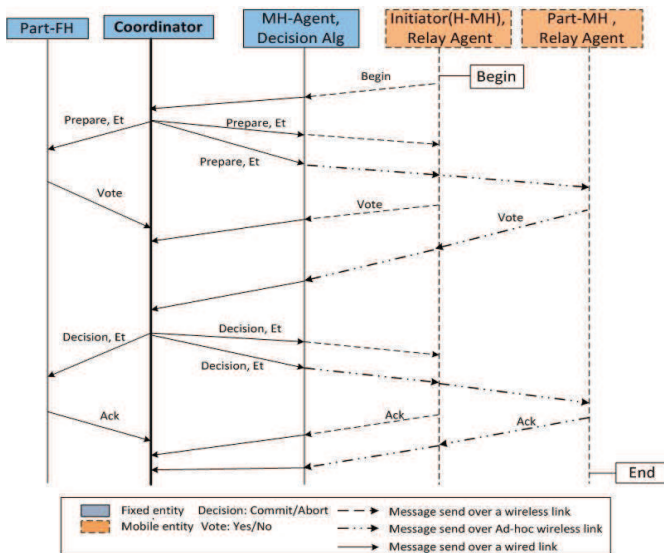 Part-FH
Coordinator
MH-Agent,
Decision Alg
Initiator(H-MH),
Relay Agent
Part-MH ,
Relay Agent
Begin
Begin
Prepare, Et
Prepare, Et
Prepare, Et
Vote
Vote
Vote
Decision, Et
Decision, Et
Decision, Et
Ack
Ack
Ack
End
Fixed entity Decision: Commit/Abort
Mobile entity Vote: Yes/No
Message send over a wireless link
Message send over Ad-hoc wireless link
Message send over a wired link